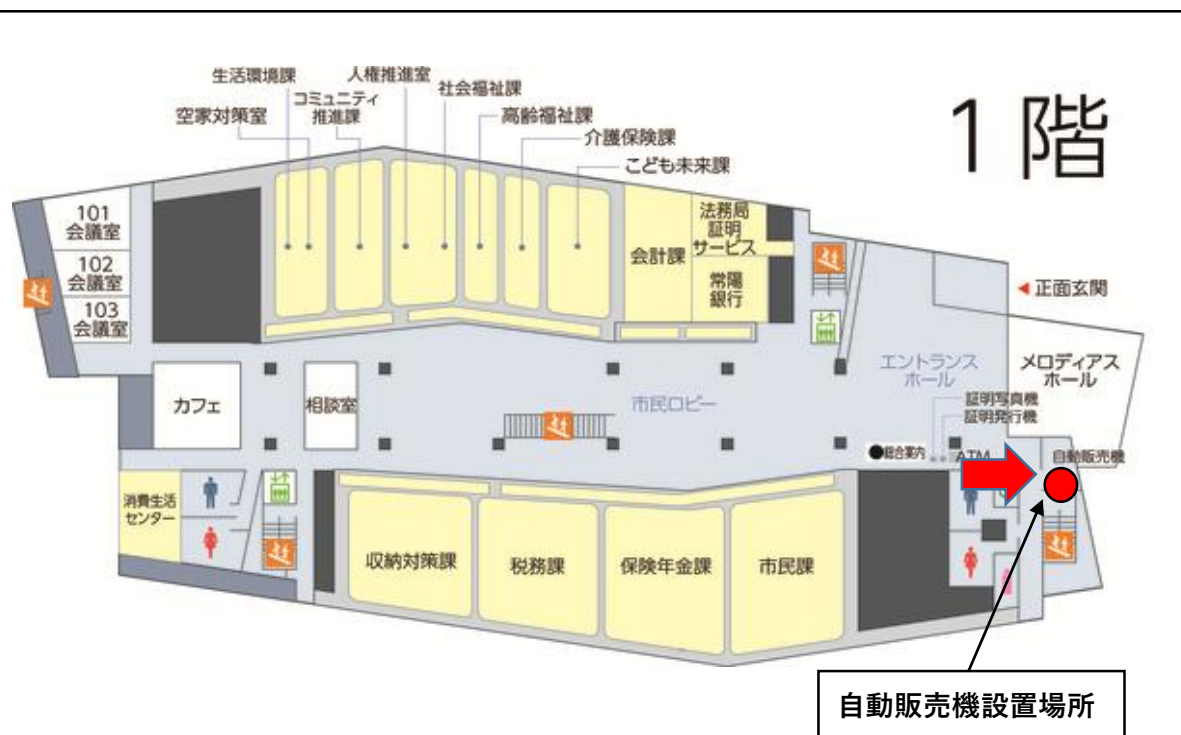 1階
生活環境課
人権推進室
社会福祉課
コミュニティ
推進課
空家対策室
高齢福祉課
介護保険課
こども未来課
101
会議室
102
会議室
103
会議室
法務局
証明
サービス
会計課
常陽
銀行
正面玄関
エントランス
ホール
メロディアス
ホール
カフェ
相談室
市民ロビー
証明写真機
証明発行機
総合案内
ATM
自動販売機
消費生活
センター
収納対策課
税務課
保険年金課
市民課
自動販売機設置場所